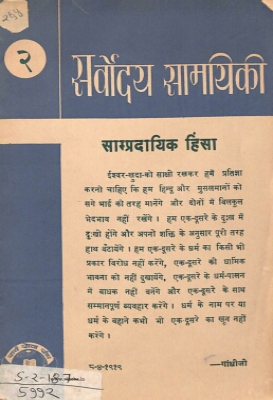 २
सर्वोदय सामयिकी
साम्प्रदायिक हिंसा
ईश्वर-खुदा-को साक्षी रखकर हमें प्रतिज्ञा
करनी चाहिए कि हम हिन्दू और मुसलमानों को
सगे भाई की तरह मानेंगे और दोनों में बिलकुल
भेदभाव नहीं रखेंगे । हम एक-दूसरे के दुःख में
दुःखी होंगे और अपनी शक्ति के अनुसार पूरी तरह
हाथ बँटायेंगे । हम एक-दूसरे के धर्म का किसी भी
प्रकार विरोध नहीं करेंगे, एक-दूसरे की धार्मिक
भावना को नहीं दुखायेंगे, एक-दूसरे के धर्म-पालन
में बाधक नहीं बनेंगे और एक-दूसरे के साथ
सम्मानपूर्ण व्यवहार करेंगे । धर्म के नाम पर या
धर्म के बहाने कभी भी एक-दूसरे का खून नहीं
करेंगे ।
८-४-१९१९
—गांधीजी
5992